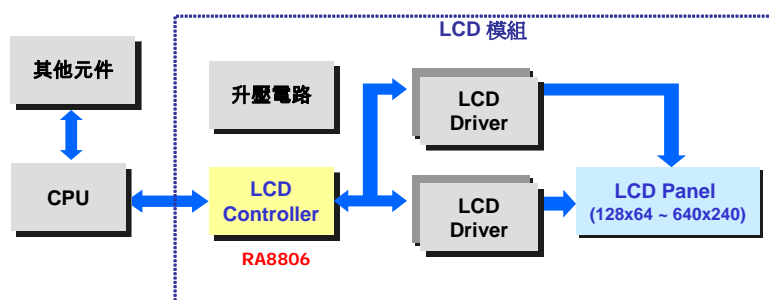 LCD 模組
其他元件
升壓電路
LCD
Driver
CPU
LCD
Controller
RA8806
LCD
Driver
LCD Panel
(128x64 ~ 640x240)